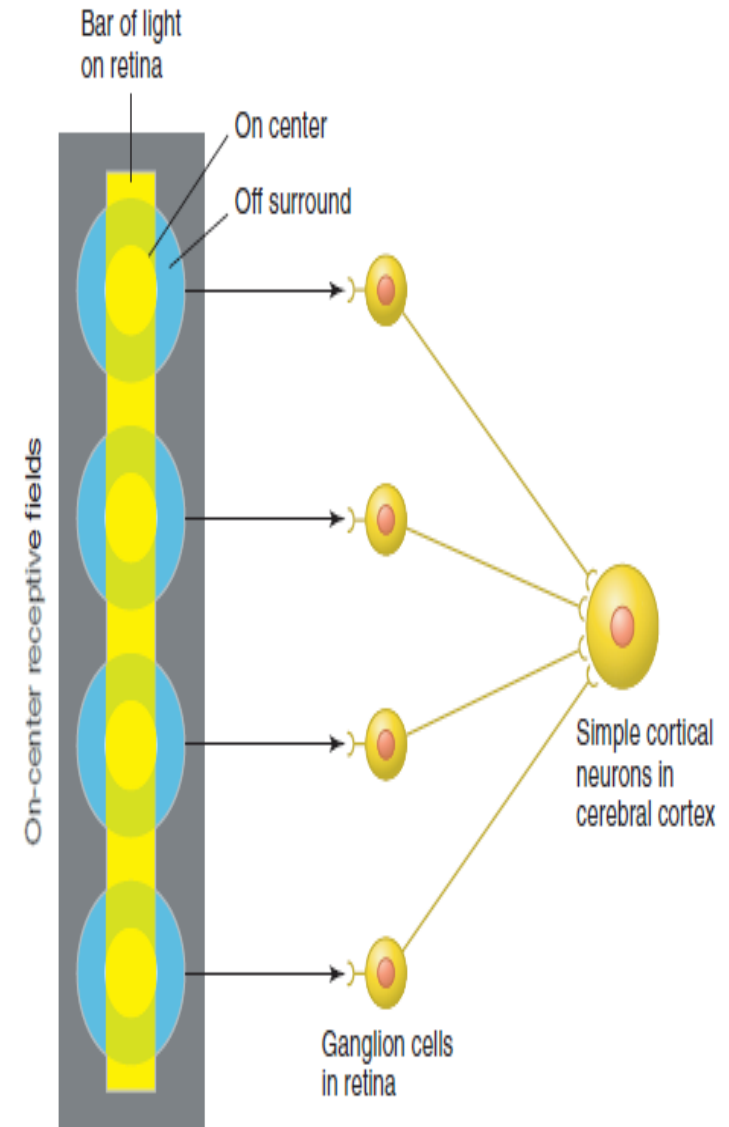 Bar of light
on retina
On center
Off surround
On-center receptive fields
Simple cortical
neurons in
cerebral cortex
Ganglion cells
in retina